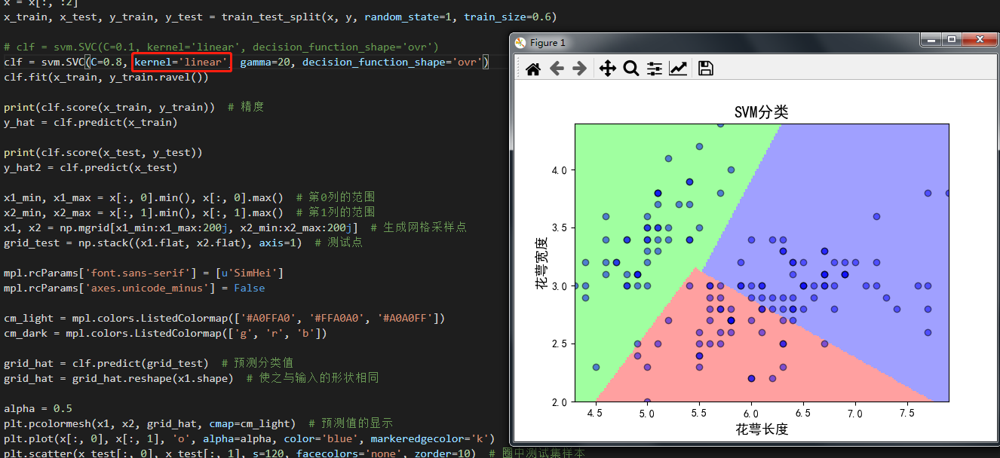 x = x[:, :2]
x_train, x_test, y_train, y_test = train_test_split(x, y, random_state=1, train_size=0.6)
# clf = svm.SVC(C=0.1, kernel='linear', decision_function_shape='ovr')
clf = svm.SVC(C=0.8, kernel='linear', gamma=20, decision_function_shape='ovr')
clf.fit(x_train, y_train.ravel())
print(clf.score(x_train, y_train)) # 精度
y_hat = clf.predict(x_train)
print(clf.score(x_test, y_test))
y_hat2 = clf.predict(x_test)
x1_min, x1_max = x[:, 0].min(), x[:, 0].max() # 第0列的范围
x2_min, x2_max = x[:, 1].min(), x[:, 1].max() # 第1列的范围
x1, x2 = np.mgrid[x1_min:x1_max:200j, x2_min:x2_max:200j] # 生成网格采样点
grid_test = np.stack((x1.flat, x2.flat), axis=1) # 测试点
mpl.rcParams['font.sans-serif'] = [u'SimHei']
mpl.rcParams['axes.unicode_minus'] = False
cm_light = mpl.colors.ListedColormap(['#A0FFA0', '#FFA0A0', '#A0A0FF'])
cm_dark = mpl.colors.ListedColormap(['g', 'r', 'b'])
grid_hat = clf.predict(grid_test) # 预测分类值
grid_hat = grid_hat.reshape(x1.shape) # 使之与输入的形状相同
alpha = 0.5
plt.pcolormesh(x1, x2, grid_hat, cmap=cm_light) # 预测值的显示
plt.plot(x[:, 0], x[:, 1], 'o', alpha=alpha, color='blue', markeredgecolor='k')
plt.scatter(x_test[:, 0], x_test[:, 1], s=120, facecolors='none', zorder=10) # 圈中测试集样本
Figure 1
SVM分类
4.0
3.5
3.0
2.5
2.0
花萼宽度
4.5 5.0 5.5 6.0 6.5 7.0 7.5
花萼长度